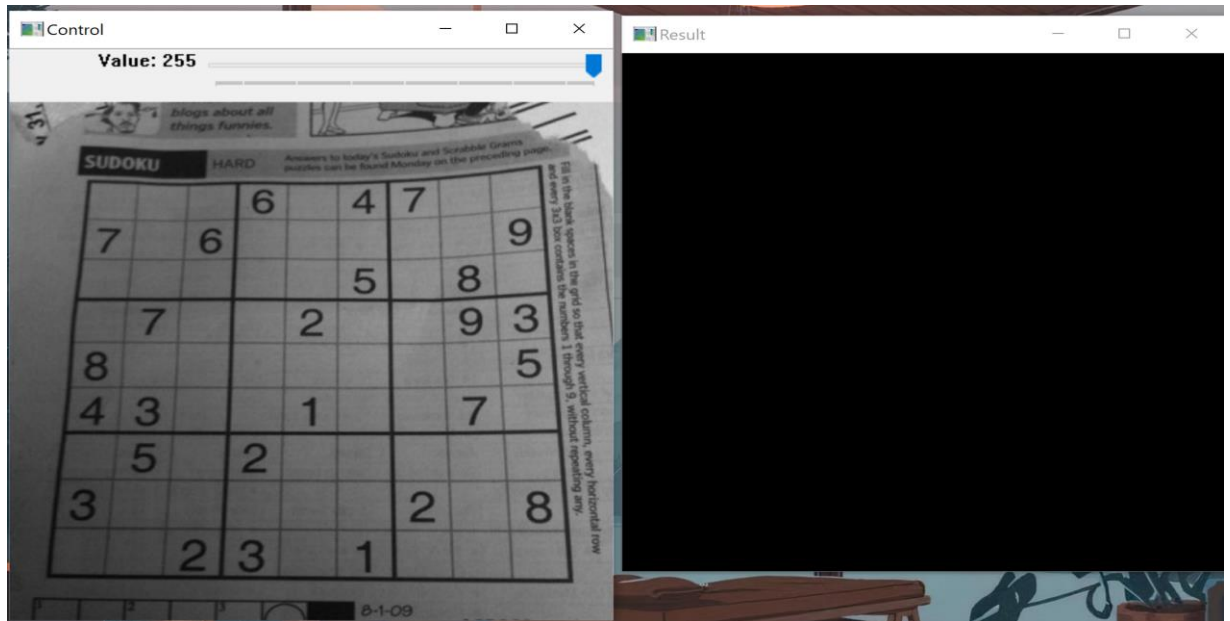 Control
Result
Value: 255
31,
blogs about all
things funnies.
SUDOKU HARD Answers to today's Sudoku and Scrabble Grams
puzzles can be found Monday on the preceding page.
Fill in the blank spaces in the grid so that every vertical column, every horizontal row
and every 3x3 box contains the numbers 1 through 9, without repeating any.
6 4 7
7 6 9
5 8
7 2 9 3
8 5
4 3 1 7
5 2
3 2 8
2 3 1
1 2 3
8-1-09